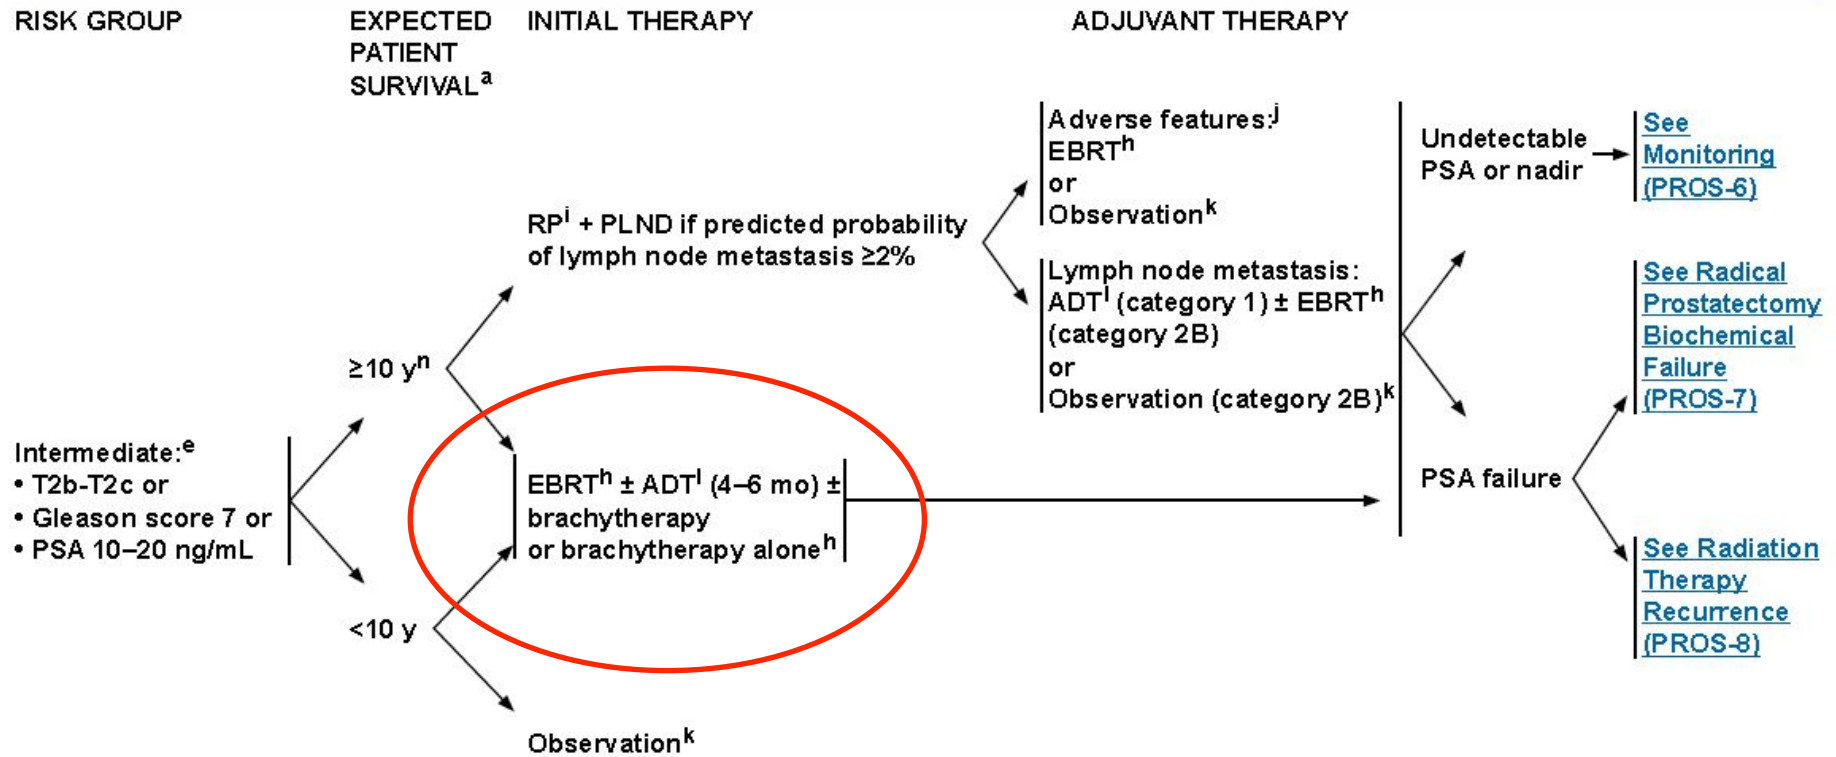 RISK GROUP
EXPECTED
PATIENT
SURVIVALᵃ
INITIAL THERAPY
ADJUVANT THERAPY
Intermediate:ᵉ
• T2b-T2c or
• Gleason score 7 or
• PSA 10–20 ng/mL
≥10 yⁿ
<10 y
RPⁱ + PLND if predicted probability
of lymph node metastasis ≥2%
EBRTʰ ± ADTˡ (4–6 mo) ±
brachytherapy
or brachytherapy aloneʰ
Observationᵏ
Adverse features:ʲ
EBRTʰ
or
Observationᵏ
Lymph node metastasis:
ADTˡ (category 1) ± EBRTʰ
(category 2B)
or
Observation (category 2B)ᵏ
Undetectable
PSA or nadir
PSA failure
See
Monitoring
(PROS-6)
See Radical
Prostatectomy
Biochemical
Failure
(PROS-7)
See Radiation
Therapy
Recurrence
(PROS-8)